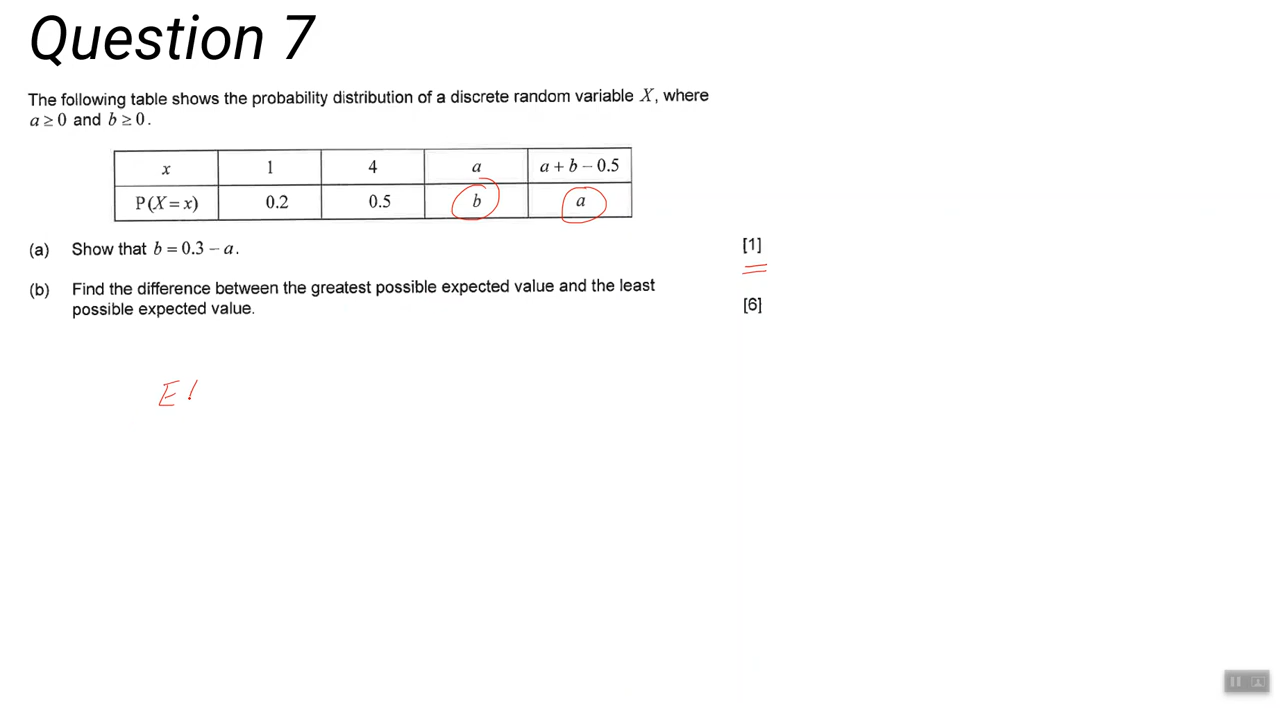 Question 7
The following table shows the probability distribution of a discrete random variable X, where
a ≥ 0 and b ≥ 0.
x 1 4 a a + b − 0.5
P(X = x) 0.2 0.5 b a
(a) Show that b = 0.3 − a. [1]
(b) Find the difference between the greatest possible expected value and the least
possible expected value. [6]
E